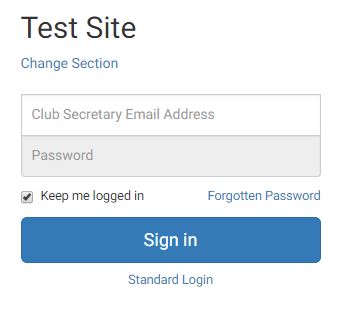 Test Site
Change Section
Club Secretary Email Address
Password
Keep me logged in Forgotten Password
Sign in
Standard Login